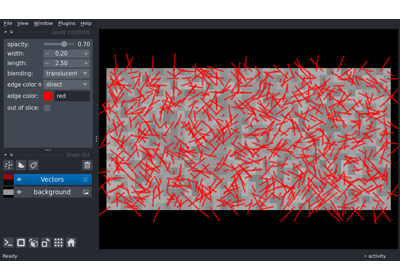 File View Window Plugins Help
layer controls
opacity: 0.70
width: 0.20
length: 2.50
blending: translucent
edge color m direct
edge color: red
out of slice:
layer list
Vectors
background
Ready
activity